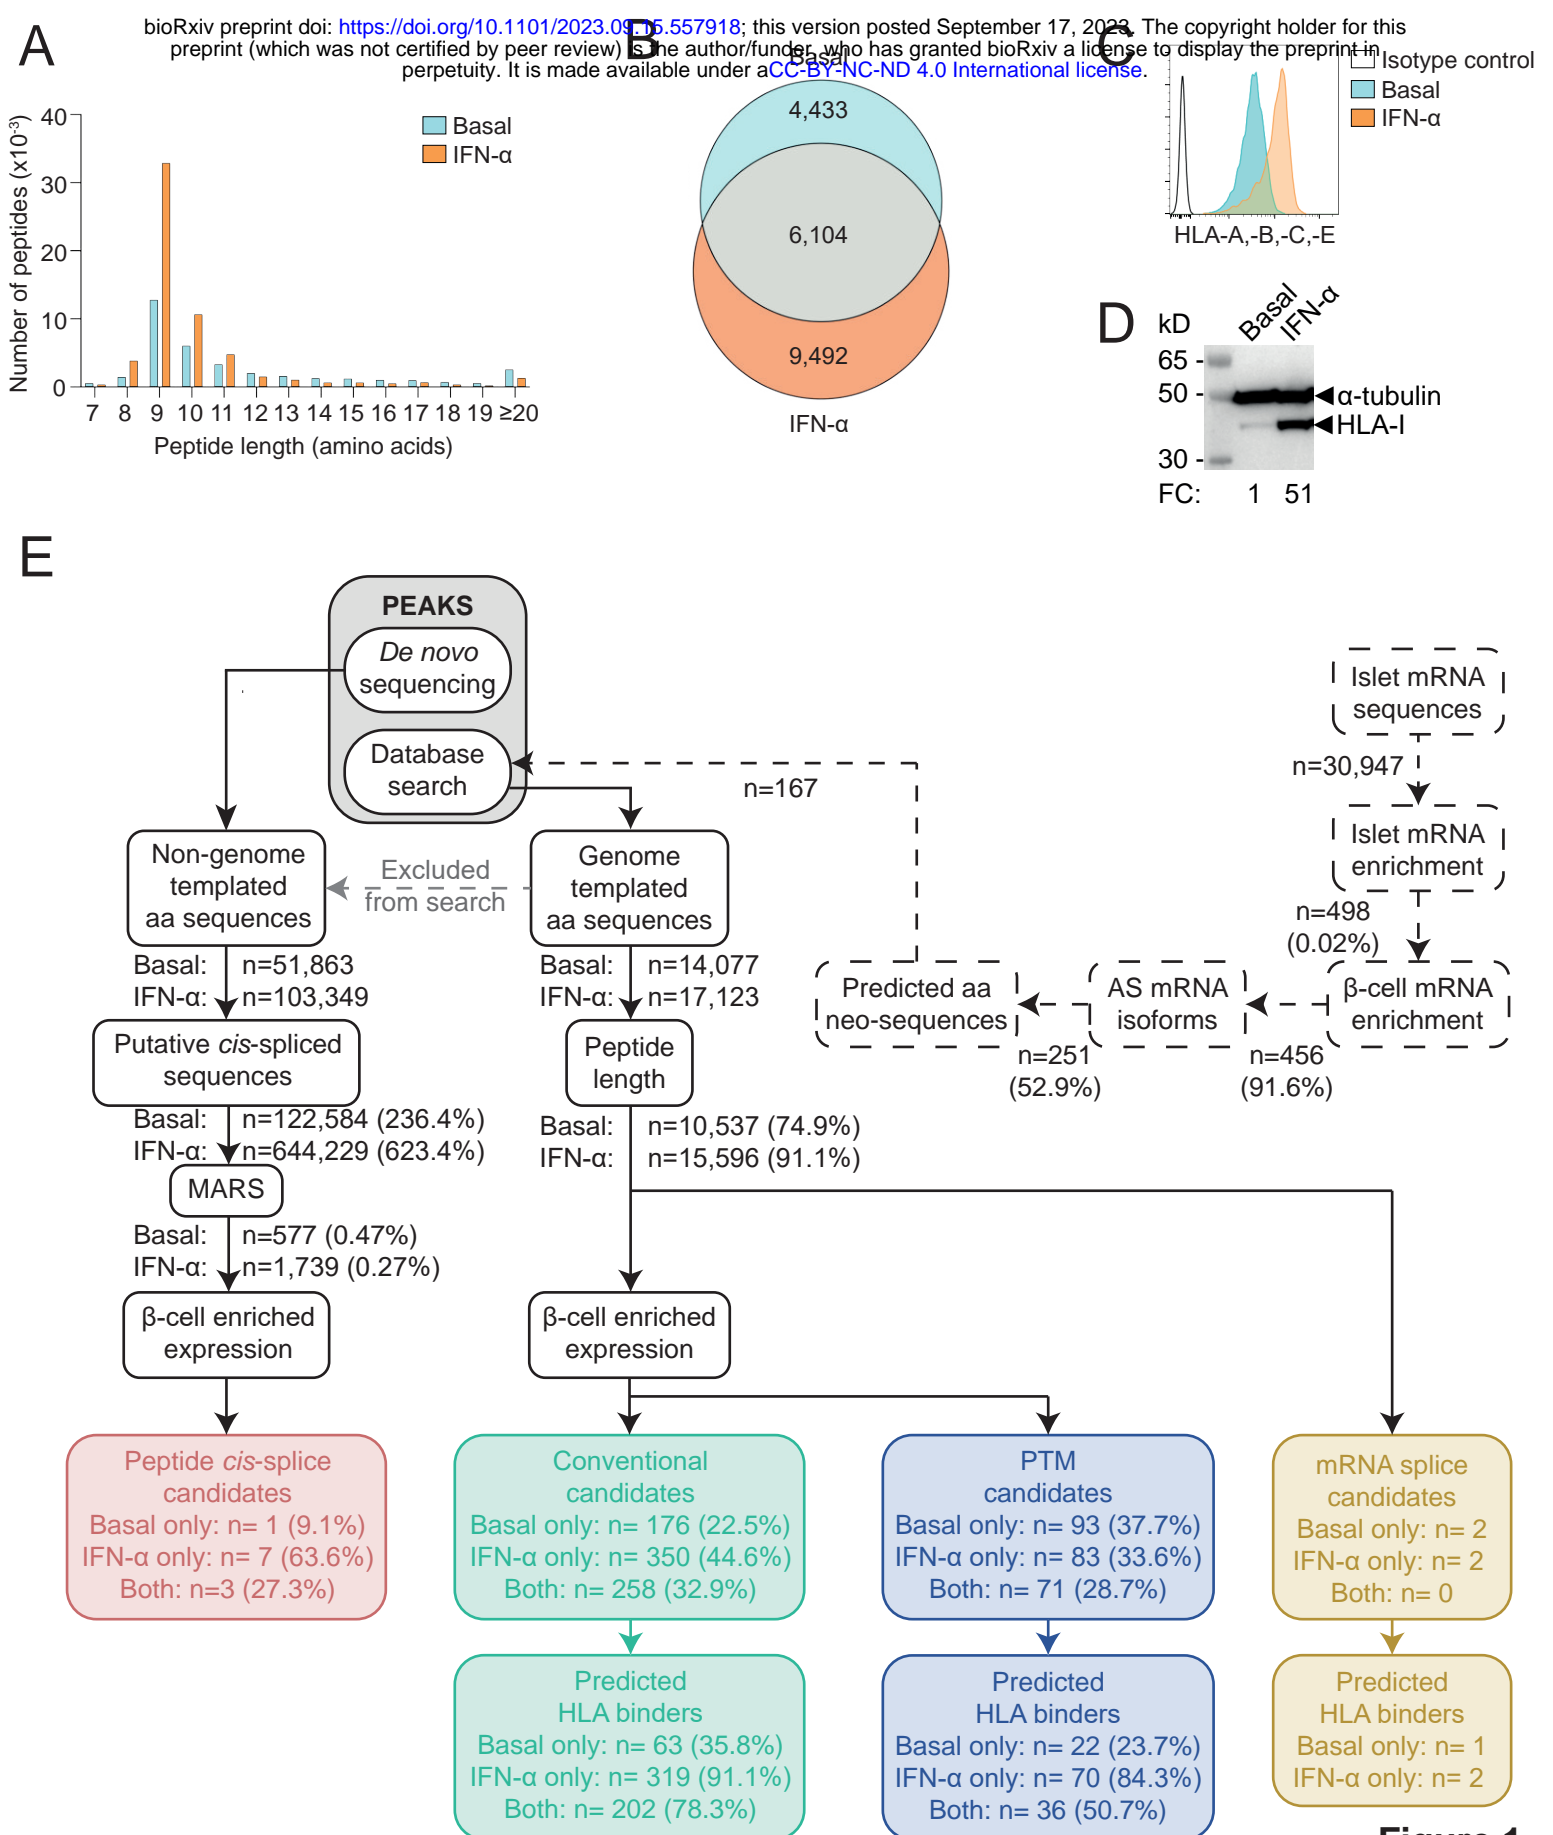 bioRxiv preprint doi: https://doi.org/10.1101/2023.09.15.557918; this version posted September 17, 2023. The copyright holder for this
preprint (which was not certified by peer review) is the author/funder, who has granted bioRxiv a license to display the preprint in
perpetuity. It is made available under aCC-BY-NC-ND 4.0 International license.
A
Number of peptides (x10-3)
40
30
20
10
0
Basal
IFN-α
7 8 9 10 11 12 13 14 15 16 17 18 19 ≥20
Peptide length (amino acids)
B
Basal
4,433
6,104
9,492
IFN-α
C
Isotype control
Basal
IFN-α
HLA-A,-B,-C,-E
D
kD
Basal
IFN-α
65 -
50 -
30 -
α-tubulin
HLA-I
FC: 1 51
E
PEAKS
De novo
sequencing
Database
search
Non-genome
templated
aa sequences
Excluded
from search
Genome
templated
aa sequences
Basal: n=51,863
IFN-α: n=103,349
Putative cis-spliced
sequences
Basal: n=122,584 (236.4%)
IFN-α: n=644,229 (623.4%)
MARS
Basal: n=577 (0.47%)
IFN-α: n=1,739 (0.27%)
β-cell enriched
expression
Basal: n=14,077
IFN-α: n=17,123
Peptide
length
Basal: n=10,537 (74.9%)
IFN-α: n=15,596 (91.1%)
β-cell enriched
expression
Islet mRNA
sequences
n=30,947
Islet mRNA
enrichment
n=498
(0.02%)
β-cell mRNA
enrichment
n=456
(91.6%)
AS mRNA
isoforms
n=251
(52.9%)
Predicted aa
neo-sequences
n=167
Peptide cis-splice
candidates
Basal only: n= 1 (9.1%)
IFN-α only: n= 7 (63.6%)
Both: n=3 (27.3%)
Conventional
candidates
Basal only: n= 176 (22.5%)
IFN-α only: n= 350 (44.6%)
Both: n= 258 (32.9%)
PTM
candidates
Basal only: n= 93 (37.7%)
IFN-α only: n= 83 (33.6%)
Both: n= 71 (28.7%)
mRNA splice
candidates
Basal only: n= 2
IFN-α only: n= 2
Both: n= 0
Predicted
HLA binders
Basal only: n= 63 (35.8%)
IFN-α only: n= 319 (91.1%)
Both: n= 202 (78.3%)
Predicted
HLA binders
Basal only: n= 22 (23.7%)
IFN-α only: n= 70 (84.3%)
Both: n= 36 (50.7%)
Predicted
HLA binders
Basal only: n= 1
IFN-α only: n= 2
Figure 1